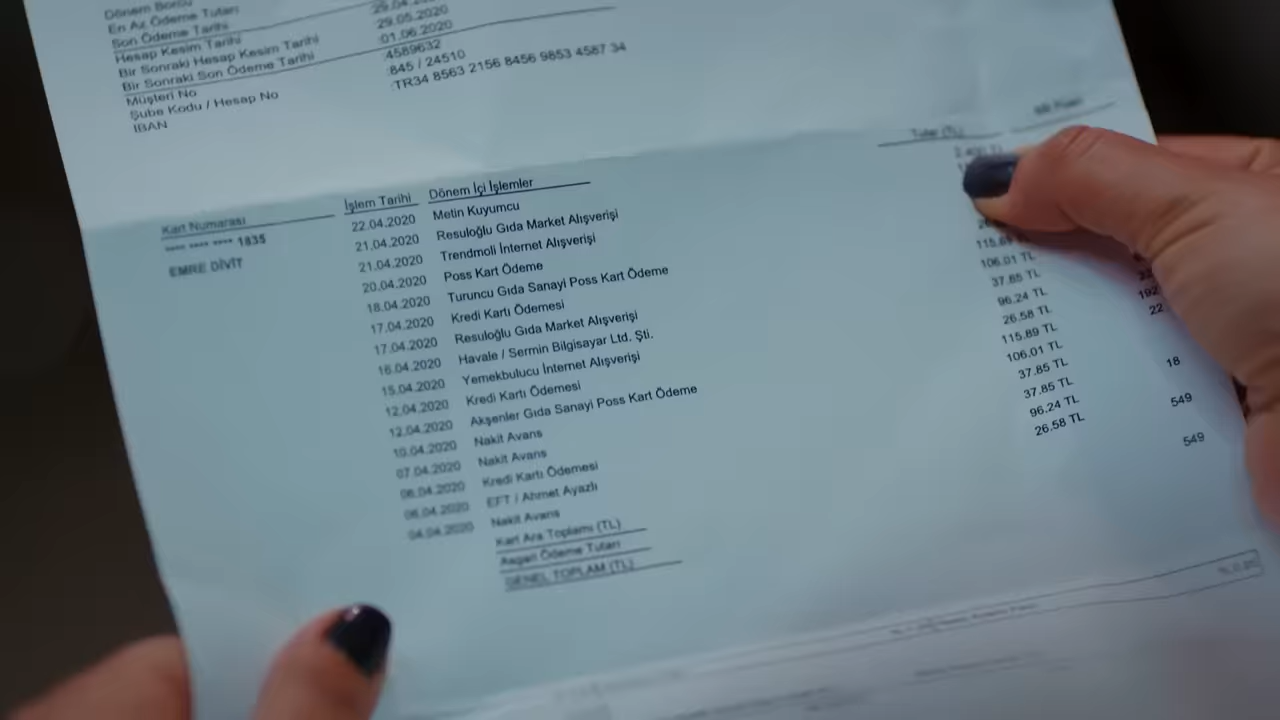 Dönem Borcu
En Az Ödeme Tutarı
Son Ödeme Tarihi
Hesap Kesim Tarihi :29.05.2020
Bir Sonraki Hesap Kesim Tarihi :01.06.2020
Bir Sonraki Son Ödeme Tarihi
Müşteri No :4589632
Şube Kodu / Hesap No :845 / 24510
IBAN :TR34 8563 2156 8456 9853 4587 34
Kart Numarası İşlem Tarihi Dönem İçi İşlemler Tutar (TL)
**** **** **** 1835 22.04.2020 Metin Kuyumcu
EMRE DİVİT 21.04.2020 Resuloğlu Gıda Market Alışverişi
21.04.2020 Trendmoli İnternet Alışverişi
20.04.2020 Poss Kart Ödeme
18.04.2020 Turuncu Gıda Sanayi Poss Kart Ödeme 115.89 TL
17.04.2020 Kredi Kartı Ödemesi 106.01 TL
17.04.2020 Resuloğlu Gıda Market Alışverişi 37.85 TL
16.04.2020 Havale / Sermin Bilgisayar Ltd. Şti. 96.24 TL 192
15.04.2020 Yemekbulucu İnternet Alışverişi 26.58 TL 22
12.04.2020 Kredi Kartı Ödemesi 115.89 TL
12.04.2020 Akşenler Gıda Sanayi Poss Kart Ödeme 106.01 TL
10.04.2020 Nakit Avans 37.85 TL 18
07.04.2020 Nakit Avans 37.85 TL
06.04.2020 Kredi Kartı Ödemesi 96.24 TL 549
06.04.2020 EFT / Ahmet Ayazlı 26.58 TL
04.04.2020 Nakit Avans 549
Kart Ara Toplamı (TL)
Asgari Ödeme Tutarı
GENEL TOPLAM (TL)